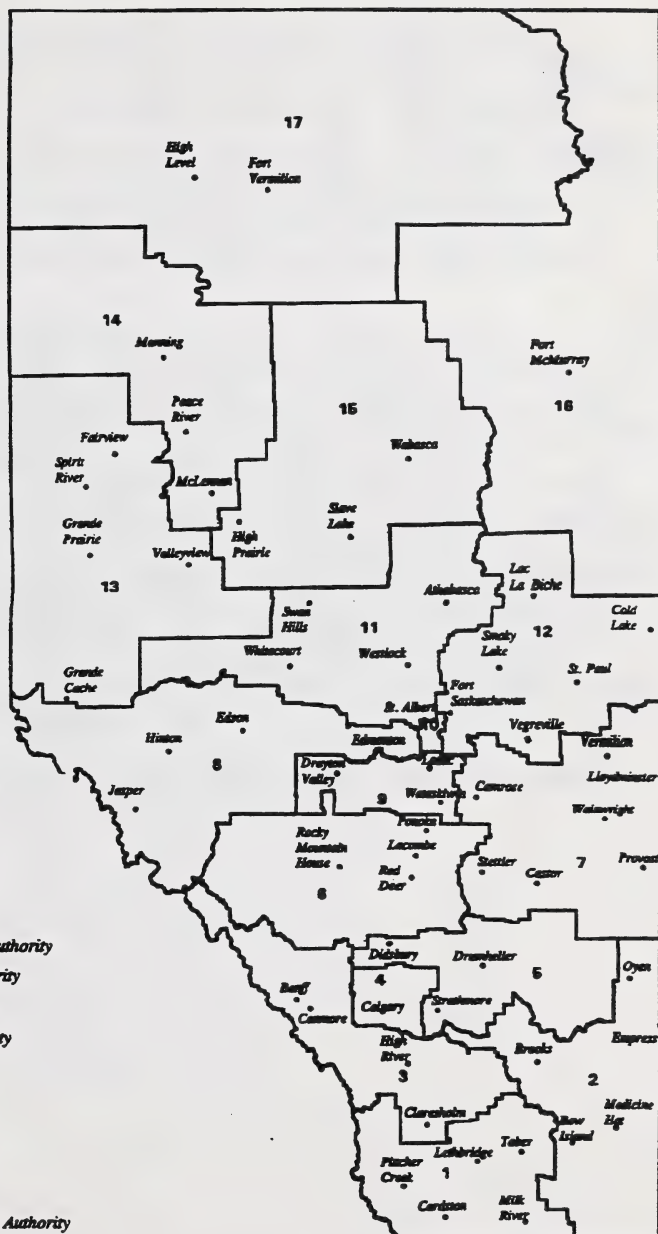 17
High
Level
Fort
Vermilion
14
Manning
Fort
McMurray
16
Peace
River
15
Fairview
Wabasca
Spirit
River
McLennan
Slave
Lake
Grande
Prairie
High
Prairie
Valleyview
13
Lac
La Biche
Athabasca
Swan
Hills
11
Cold
Lake
12
Smoky
Lake
Whitecourt
Westlock
St. Paul
Grande
Cache
Fort
Saskatchewan
St. Albert
10
Edson
Edmonton
Vegreville
Vermilion
Hinton
8
Drayton
Valley
Leduc
Lloydminster
Camrose
Jasper
9
Wetaskiwin
Wainwright
Ponoka
Rocky
Mountain
House
Lacombe
7
Provost
Stettler
Red
Deer
Castor
6
Authority
Didsbury
Drumheller
Oyen
4
5
Banff
Calgary
Strathmore
Canmore
Empress
High
River
Brooks
3
2
Claresholm
Medicine
Hat
Bow
Island
Taber
Lethbridge
Pincher
Creek
1
Cardston
Milk
River
Authority